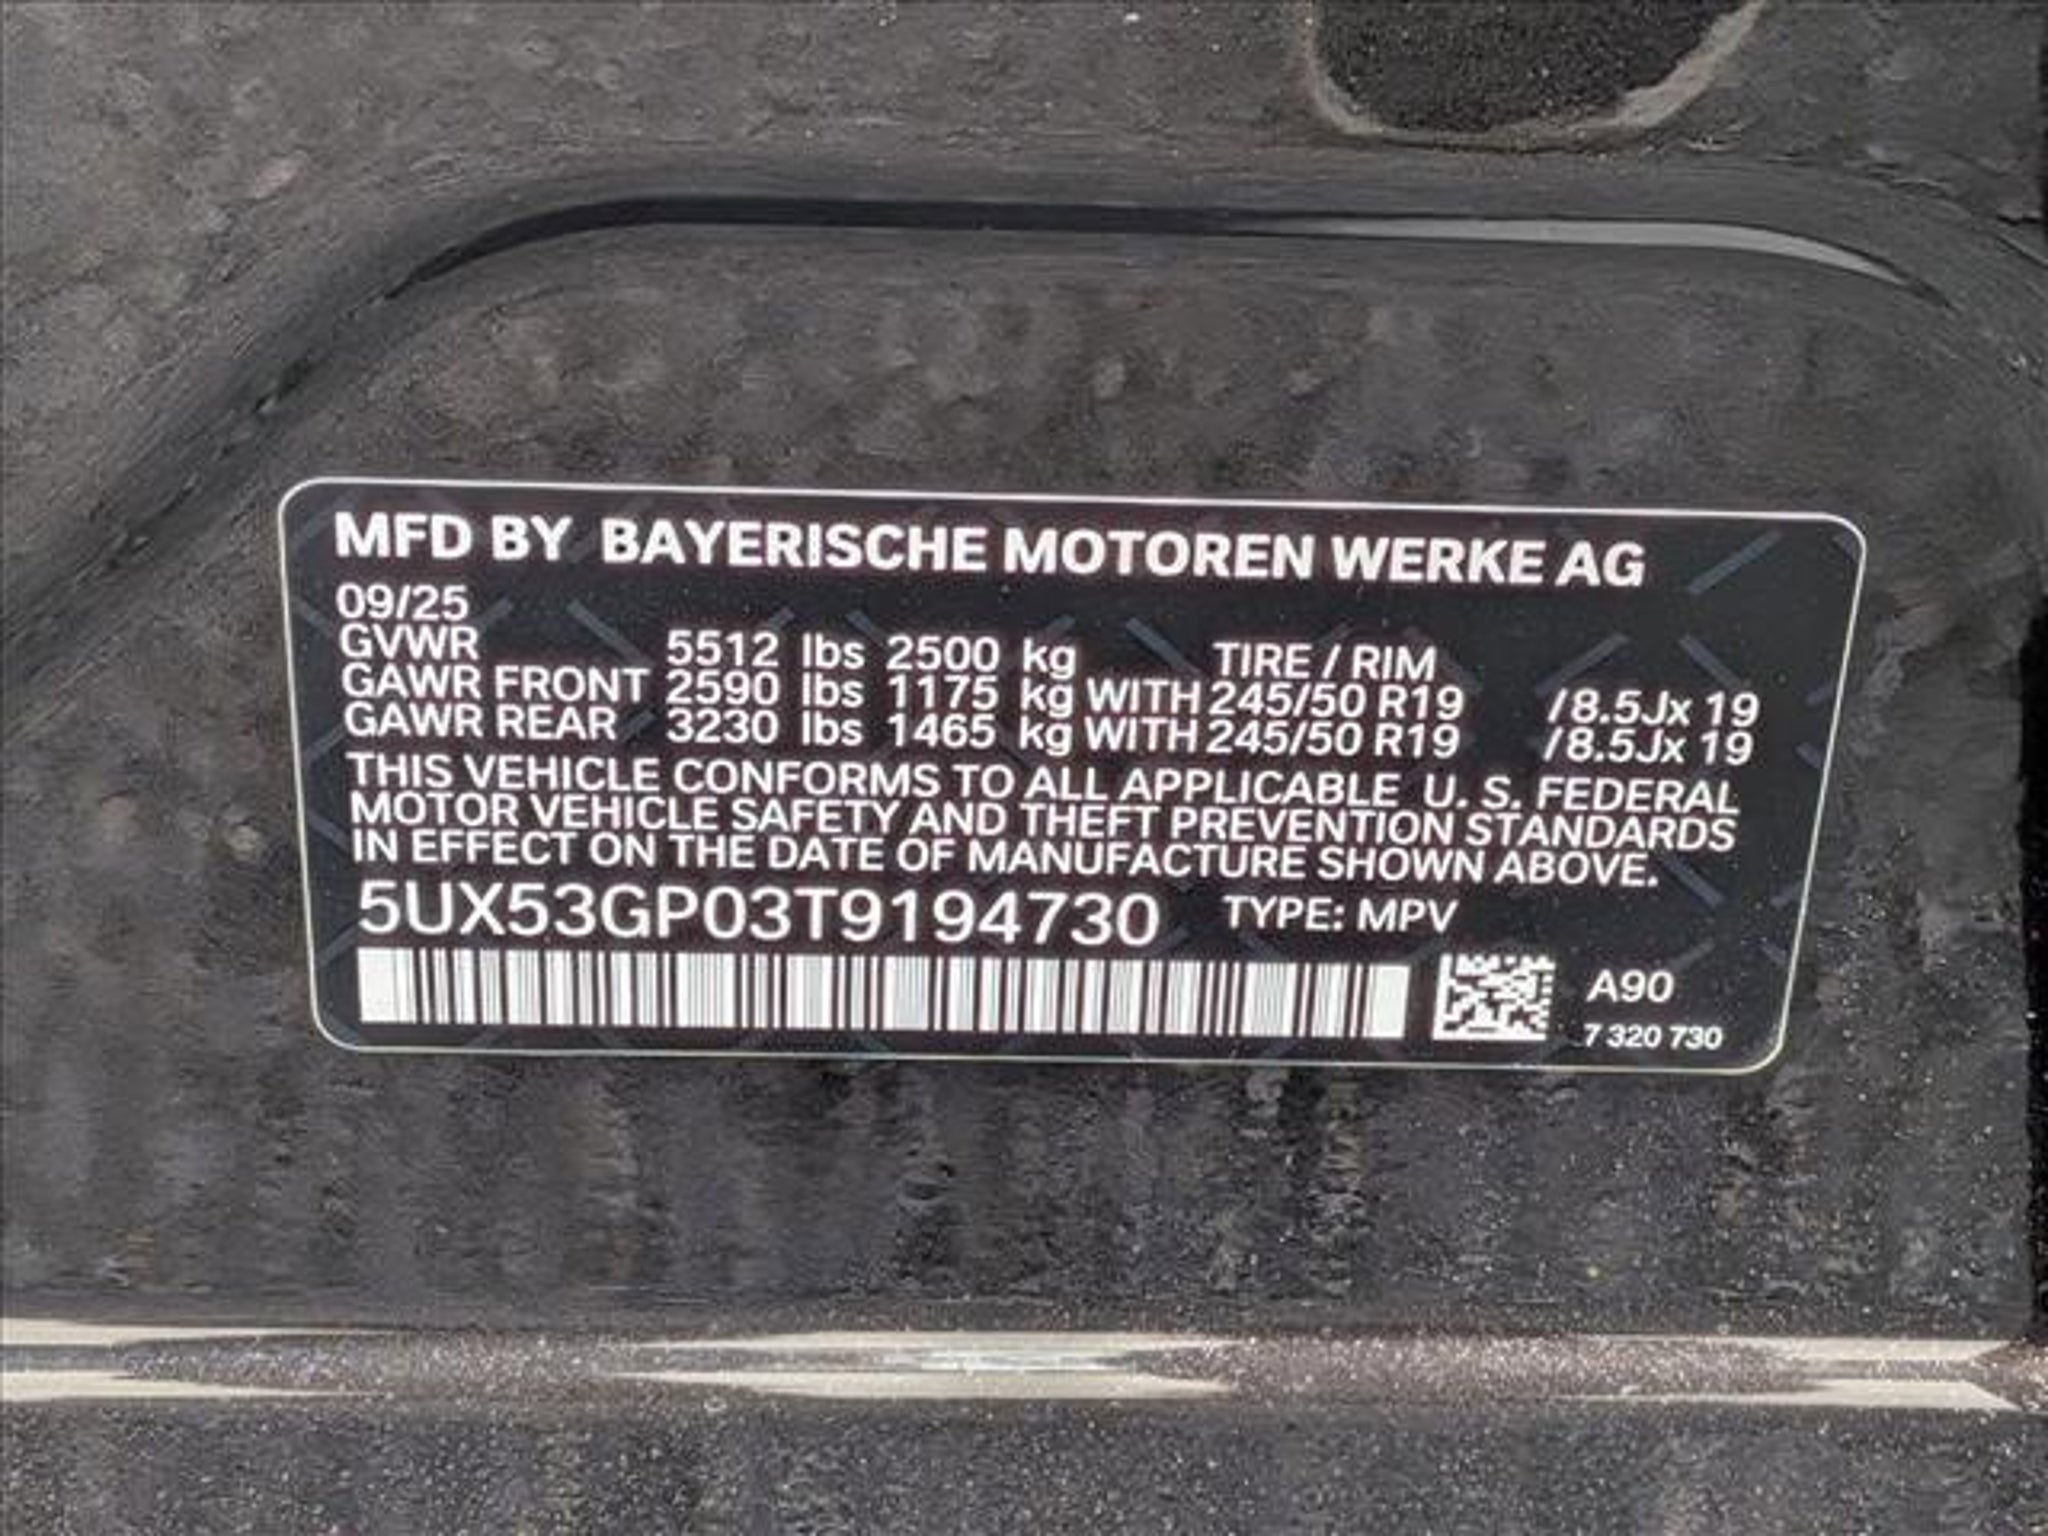 MFD BY BAYERISCHE MOTOREN WERKE AG
09/25
GVWR 5512 lbs 2500 kg TIRE / RIM
GAWR FRONT 2590 lbs 1175 kg WITH 245/50 R19 /8.5Jx 19
GAWR REAR 3230 lbs 1465 kg WITH 245/50 R19 /8.5Jx 19
THIS VEHICLE CONFORMS TO ALL APPLICABLE U. S. FEDERAL
MOTOR VEHICLE SAFETY AND THEFT PREVENTION STANDARDS
IN EFFECT ON THE DATE OF MANUFACTURE SHOWN ABOVE.
5UX53GP03T9194730 TYPE: MPV
A90
7 320 730